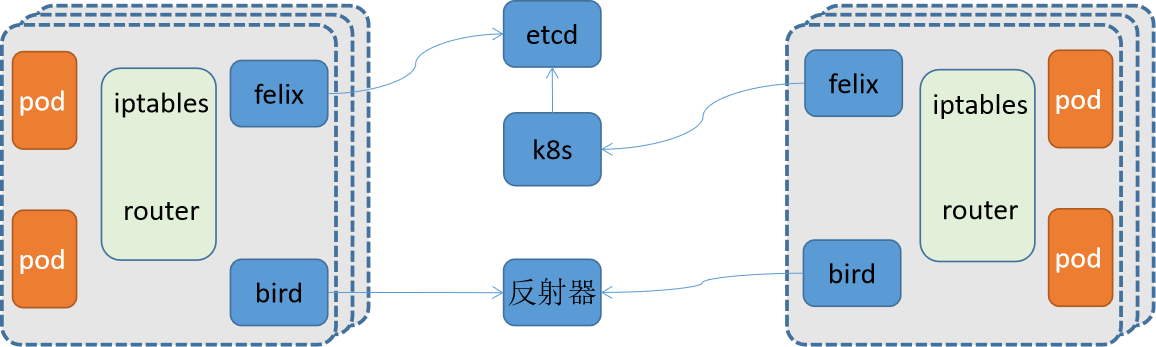 pod
iptables
felix
router
pod
bird
etcd
k8s
反射器
felix
iptables
pod
router
bird
pod